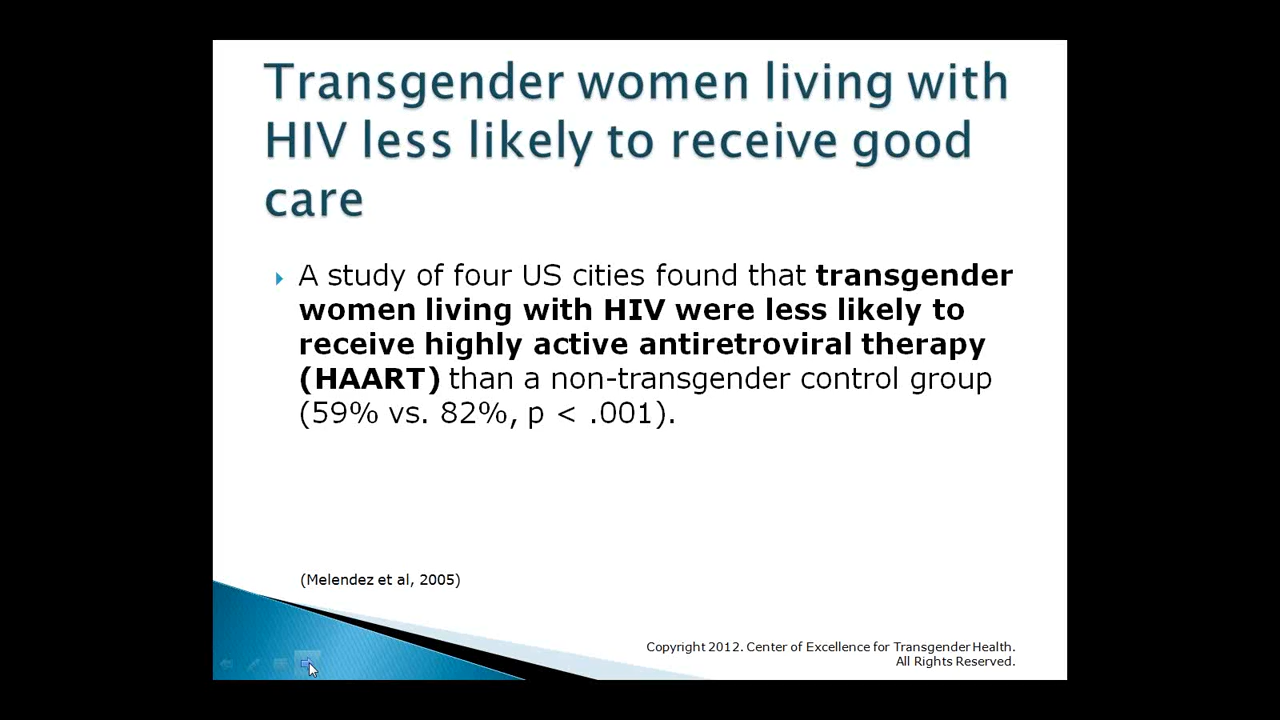 Transgender women living with
HIV less likely to receive good
care
A study of four US cities found that transgender
women living with HIV were less likely to
receive highly active antiretroviral therapy
(HAART) than a non-transgender control group
(59% vs. 82%, p < .001).
(Melendez et al, 2005)
Copyright 2012. Center of Excellence for Transgender Health.
All Rights Reserved.